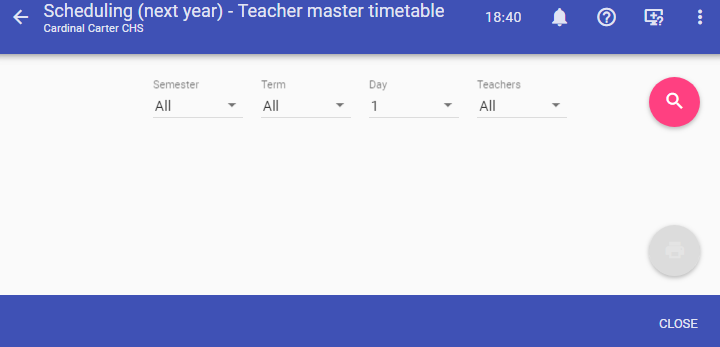 Scheduling (next year) - Teacher master timetable
Cardinal Carter CHS
18:40
Semester
All
Term
All
Day
1
Teachers
All
CLOSE